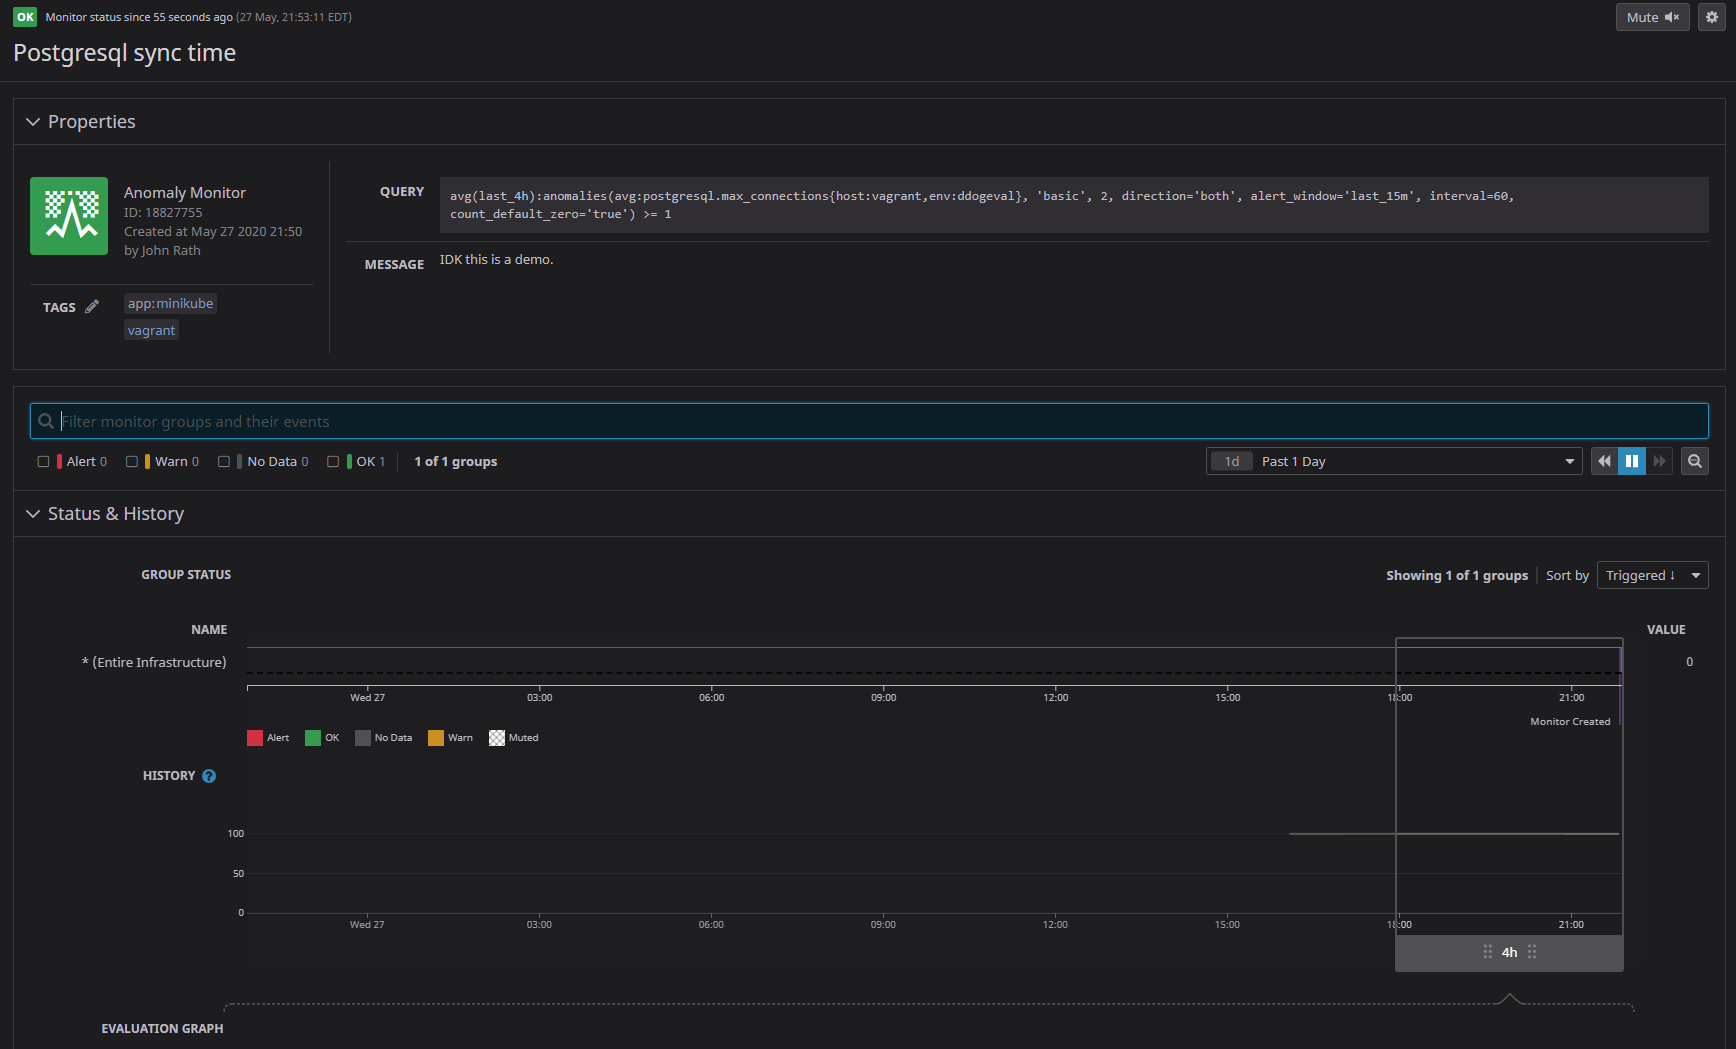 OK Monitor status since 55 seconds ago (27 May, 21:53:11 EDT)
Mute
Postgresql sync time
Properties
Anomaly Monitor
ID: 18827755
Created at May 27 2020 21:50
by John Rath
TAGS
app:minikube
vagrant
QUERY
avg(last_4h):anomalies(avg:postgresql.max_connections{host:vagrant,env:ddogeval}, 'basic', 2, direction='both', alert_window='last_15m', interval=60,
count_default_zero='true') >= 1
MESSAGE
IDK this is a demo.
Filter monitor groups and their events
Alert 0 Warn 0 No Data 0 OK 1 1 of 1 groups
1d Past 1 Day
Status & History
GROUP STATUS
Showing 1 of 1 groups Sort by Triggered ↓
NAME VALUE
* (Entire Infrastructure) 0
Wed 27 03:00 06:00 09:00 12:00 15:00 18:00 21:00
Monitor Created
Alert OK No Data Warn Muted
HISTORY ?
100
50
0
Wed 27 03:00 06:00 09:00 12:00 15:00 18:00 21:00
4h
EVALUATION GRAPH